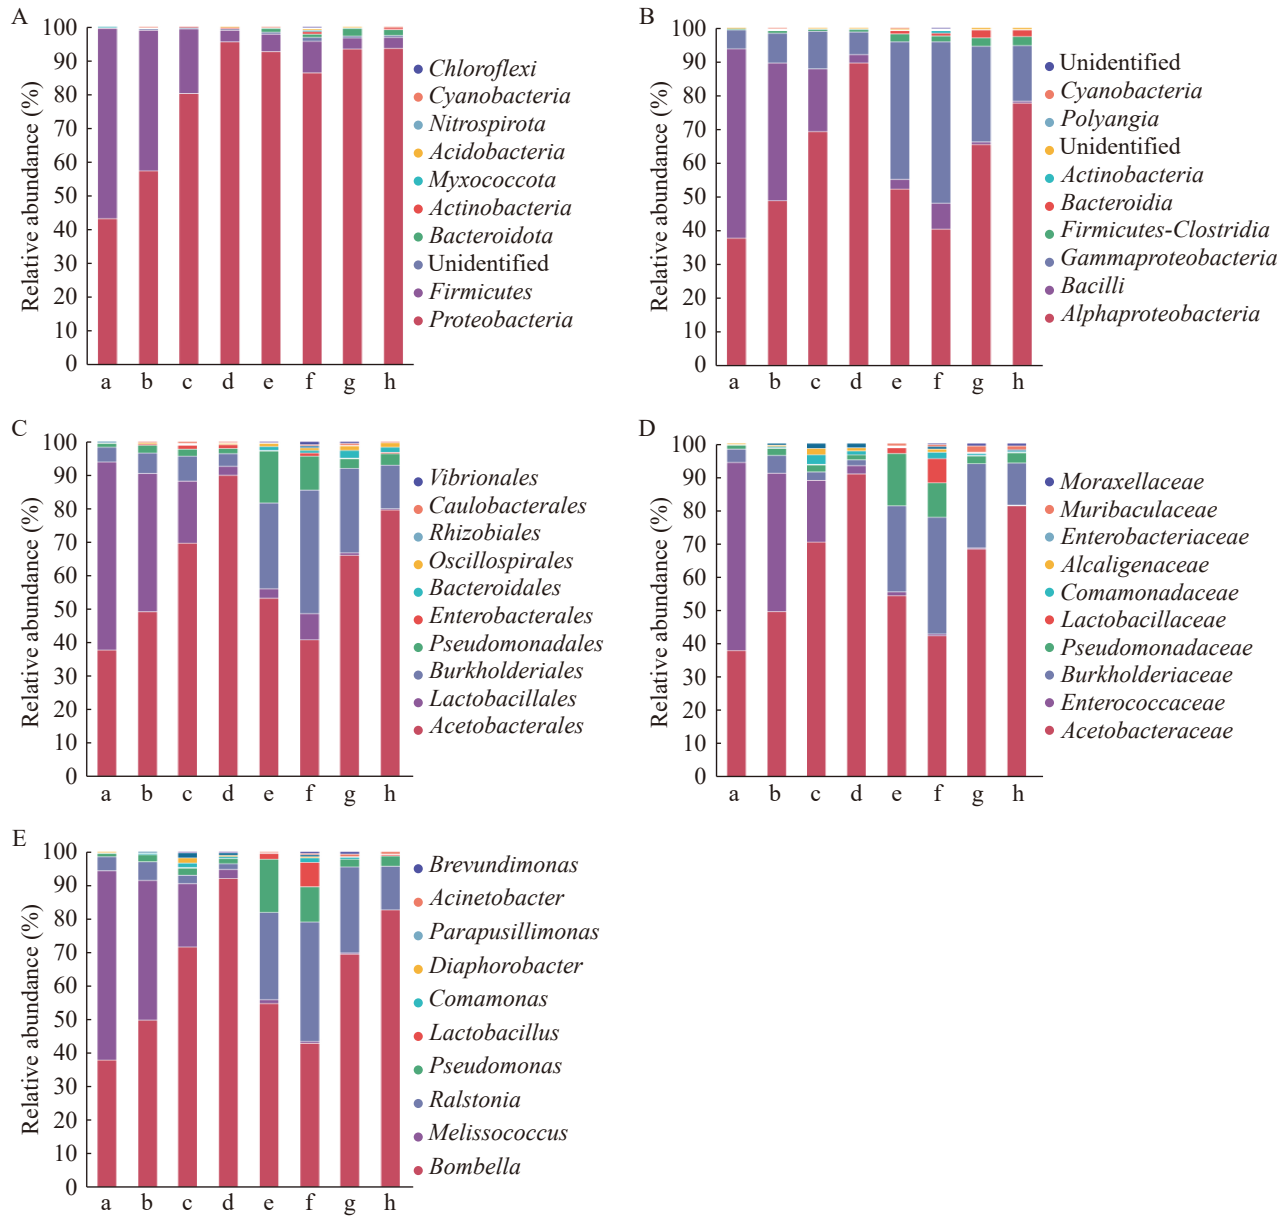 A
Relative abundance (%)
100
90
80
70
60
50
40
30
20
10
0
a b c d e f g h
Chloroflexi
Cyanobacteria
Nitrospirota
Acidobacteria
Myxococcota
Actinobacteria
Bacteroidota
Unidentified
Firmicutes
Proteobacteria
B
Relative abundance (%)
100
90
80
70
60
50
40
30
20
10
0
a b c d e f g h
Unidentified
Cyanobacteria
Polyangia
Unidentified
Actinobacteria
Bacteroidia
Firmicutes-Clostridia
Gammaproteobacteria
Bacilli
Alphaproteobacteria
C
Relative abundance (%)
100
90
80
70
60
50
40
30
20
10
0
a b c d e f g h
Vibrionales
Caulobacterales
Rhizobiales
Oscillospirales
Bacteroidales
Enterobacterales
Pseudomonadales
Burkholderiales
Lactobacillales
Acetobacterales
D
Relative abundance (%)
100
90
80
70
60
50
40
30
20
10
0
a b c d e f g h
Moraxellaceae
Muribaculaceae
Enterobacteriaceae
Alcaligenaceae
Comamonadaceae
Lactobacillaceae
Pseudomonadaceae
Burkholderiaceae
Enterococcaceae
Acetobacteraceae
E
Relative abundance (%)
100
90
80
70
60
50
40
30
20
10
0
a b c d e f g h
Brevundimonas
Acinetobacter
Parapusillimonas
Diaphorobacter
Comamonas
Lactobacillus
Pseudomonas
Ralstonia
Melissococcus
Bombella